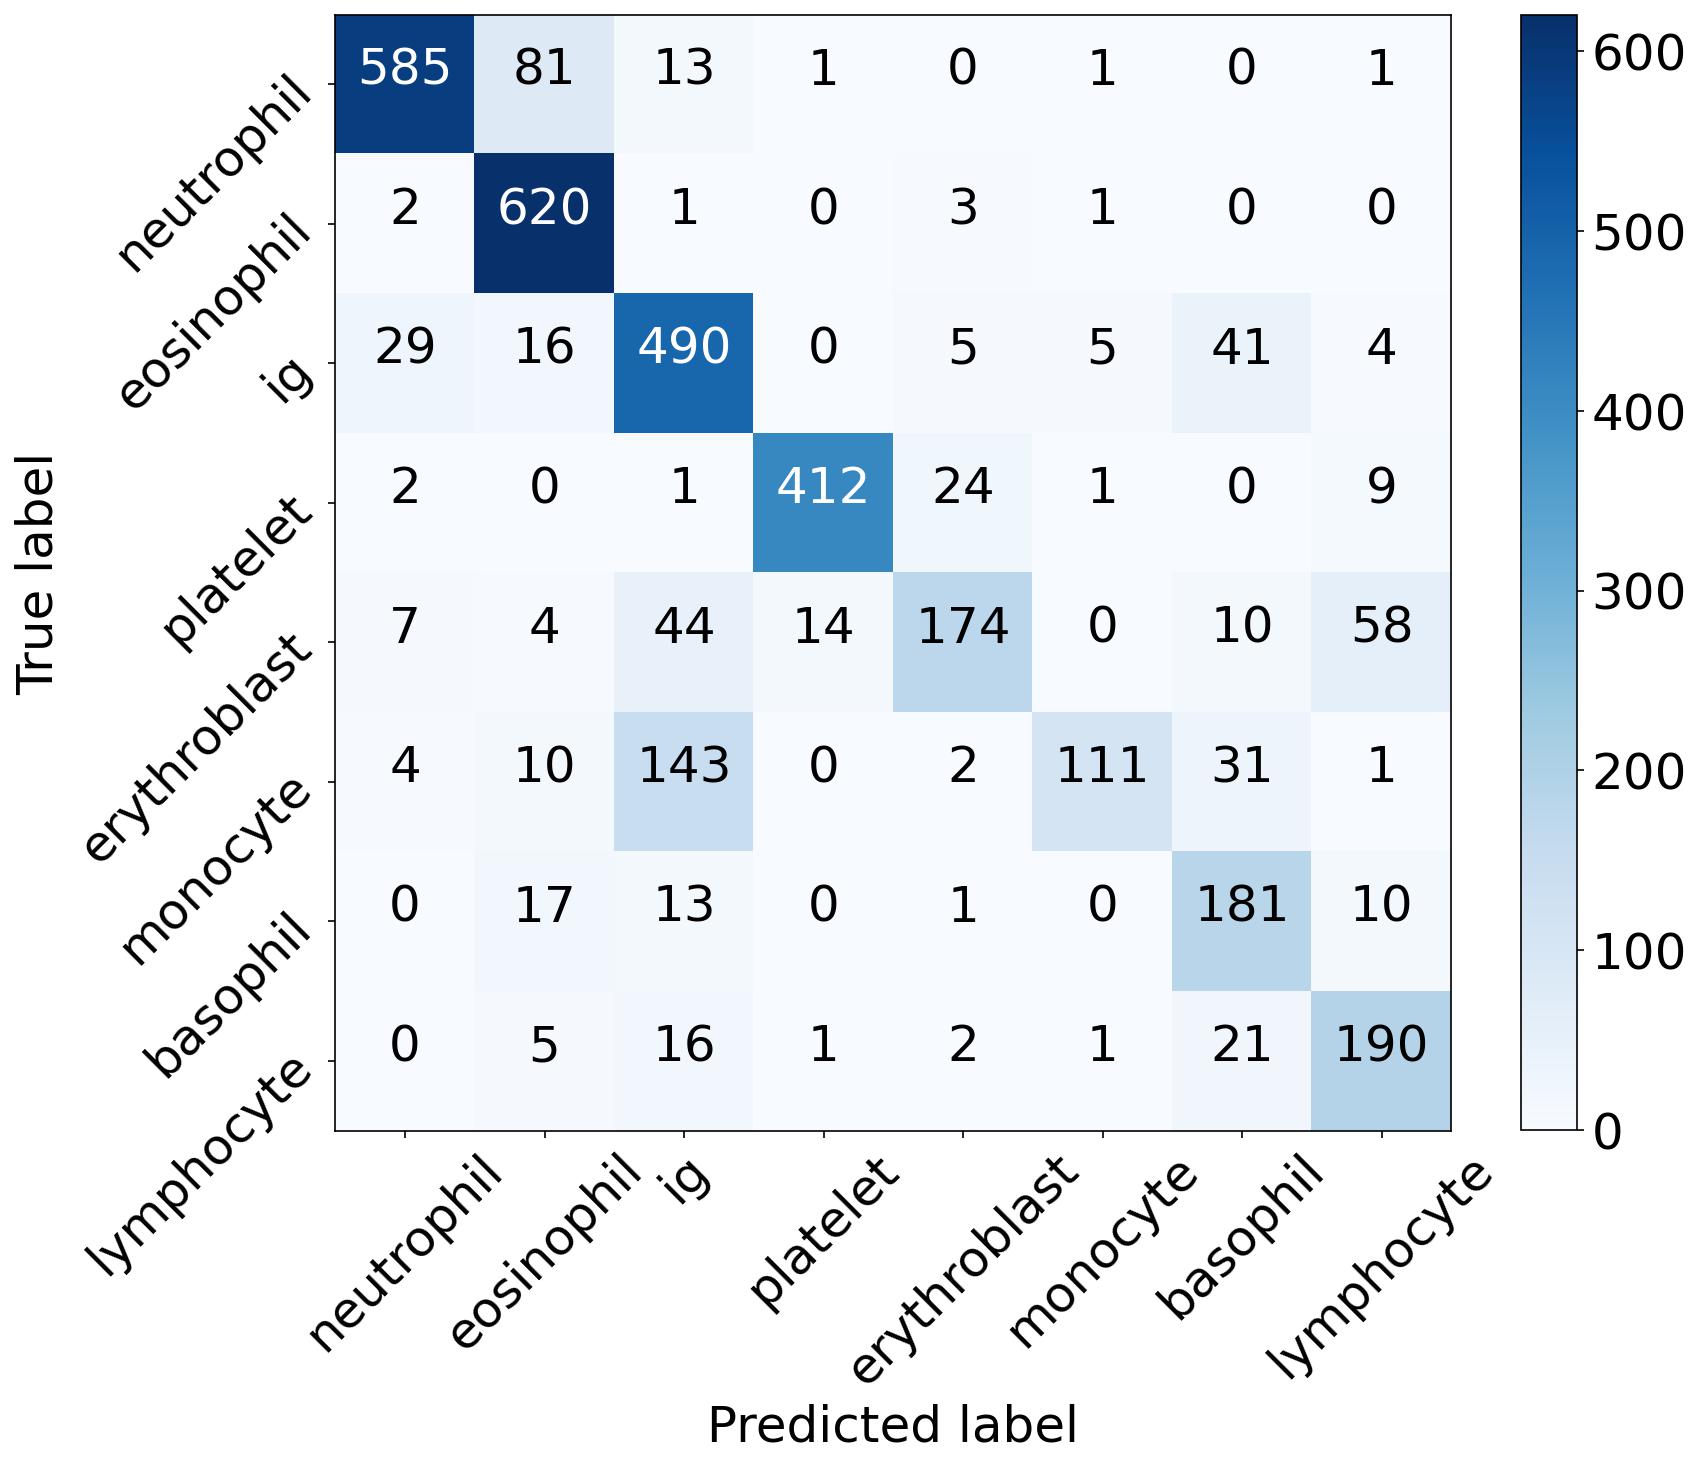 True label
neutrophil 585 81 13 1 0 1 0 1
eosinophil 2 620 1 0 3 1 0 0
ig 29 16 490 0 5 5 41 4
platelet 2 0 1 412 24 1 0 9
erythroblast 7 4 44 14 174 0 10 58
monocyte 4 10 143 0 2 111 31 1
basophil 0 17 13 0 1 0 181 10
lymphocyte 0 5 16 1 2 1 21 190
neutrophil eosinophil ig platelet erythroblast monocyte basophil lymphocyte
Predicted label
600
500
400
300
200
100
0